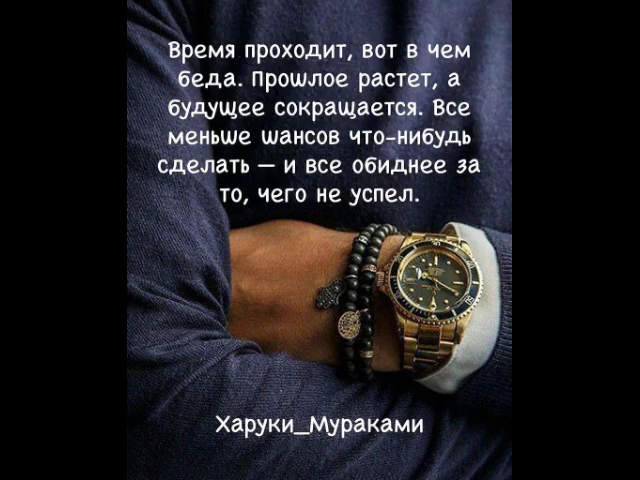 Время проходит, вот в чем
беда. Прошлое растет, а
будущее сокращается. Все
меньше шансов что-нибудь
сделать — и все обиднее за
то, чего не успел.
Харуки_Мураками